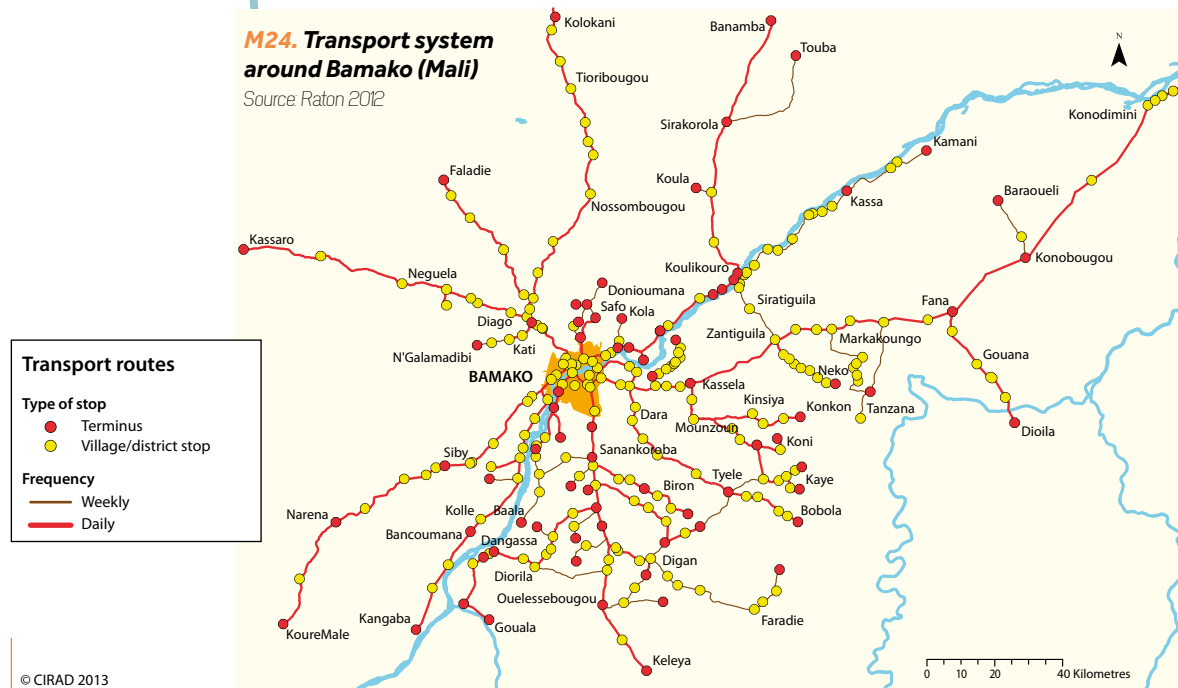 M24. Transport system
around Bamako (Mali)
Source: Raton 2012
Kolokani
Banamba
Touba
N
Tioribougou
Sirakorola
Konodimini
Kamani
Faladie
Koula
Baraoueli
Kassa
Nossombougou
Kassaro
Koulikouro
Konobougou
Neguela
Donioumana
Siratiguila
Safo
Kola
Fana
Diago
Zantiguila
Markakoungo
Kati
N'Galamadibi
Gouana
Transport routes
BAMAKO
Neko
Kassela
Type of stop
Kinsiya
Konkon
Tanzana
Terminus
Dara
Mounzoun
Dioila
Village/district stop
Koni
Siby
Sanankoroba
Frequency
Tyele
Kaye
Weekly
Biron
Daily
Narena
Kolle
Baala
Bobola
Bancoumana
Dangassa
Digan
Diorila
Ouelessebougou
Faradie
KoureMale
Kangaba
Gouala
Keleya
0 10 20 40 Kilometres
© CIRAD 2013